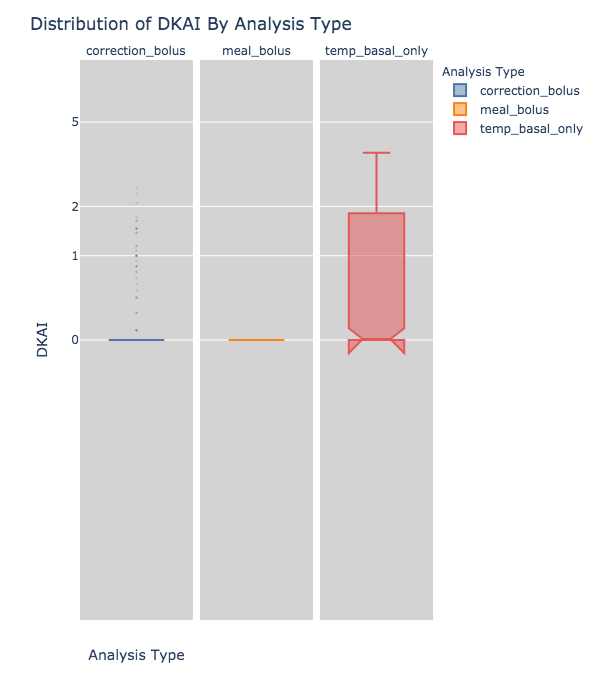 Distribution of DKAI By Analysis Type
correction_bolus
meal_bolus
temp_basal_only
Analysis Type
correction_bolus
meal_bolus
temp_basal_only
5
2
1
0
DKAI
Analysis Type